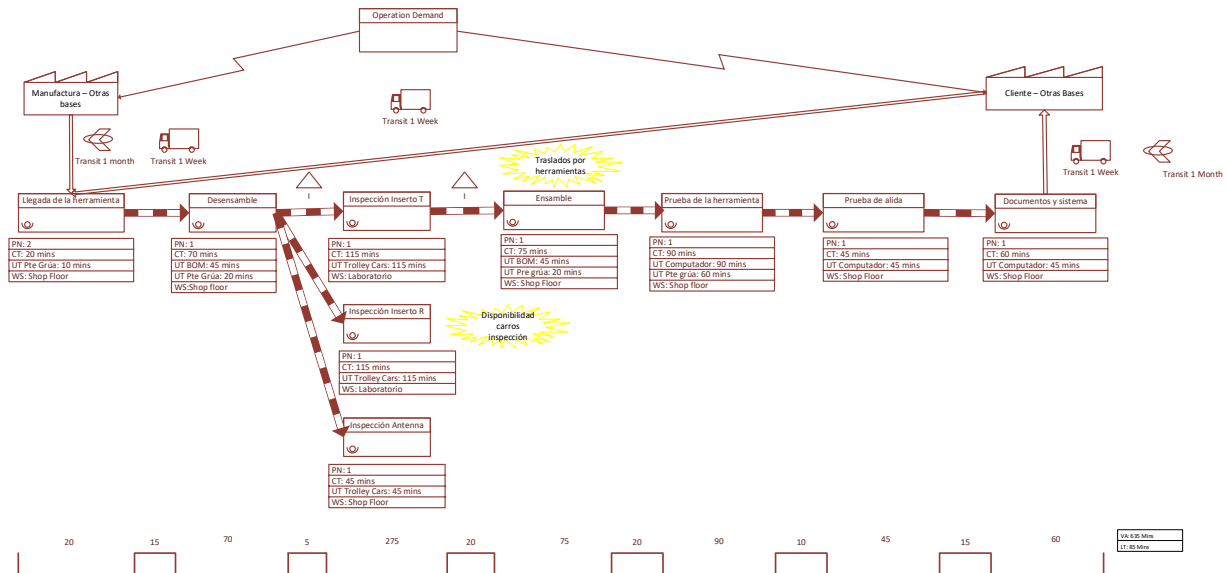 Operation Demand
Manufactura – Otras
bases
Cliente – Otras Bases
Transit 1 Week
Transit 1 month
Transit 1 Week
Transit 1 Week
Transit 1 Month
Traslados por
herramientas
Llegada de la herramienta
PN: 2
CT: 20 mins
UT Pte Grúa: 10 mins
WS: Shop Floor
Desensamble
PN: 1
CT: 70 mins
UT BOM: 45 mins
UT Pte Grúa: 20 mins
WS:Shop floor
I
Inspección Inserto T
PN: 1
CT: 115 mins
UT Trolley Cars: 115 mins
WS: Laboratorio
I
Ensamble
PN: 1
CT: 75 mins
UT BOM: 45 mins
UT Pre grúa: 20 mins
WS: Shop Floor
Prueba de la herramienta
PN: 1
CT: 90 mins
UT Computador: 90 mins
UT Pte grúa: 60 mins
WS: Shop floor
Prueba de alida
PN: 1
CT: 45 mins
UT Computador: 45 mins
WS: Shop Floor
Documentos y sistema
PN: 1
CT: 60 mins
UT Computador: 45 mins
WS: Shop Floor
Inspección Inserto R
PN: 1
CT: 115 mins
UT Trolley Cars: 115 mins
WS: Laboratorio
Disponibilidad
carros
inspección
Inspección Antenna
PN: 1
CT: 45 mins
UT Trolley Cars: 45 mins
WS: Shop Floor
20
15
70
5
275
20
75
20
90
10
45
15
60
VA: 635 Mins
LT: 85 Mins